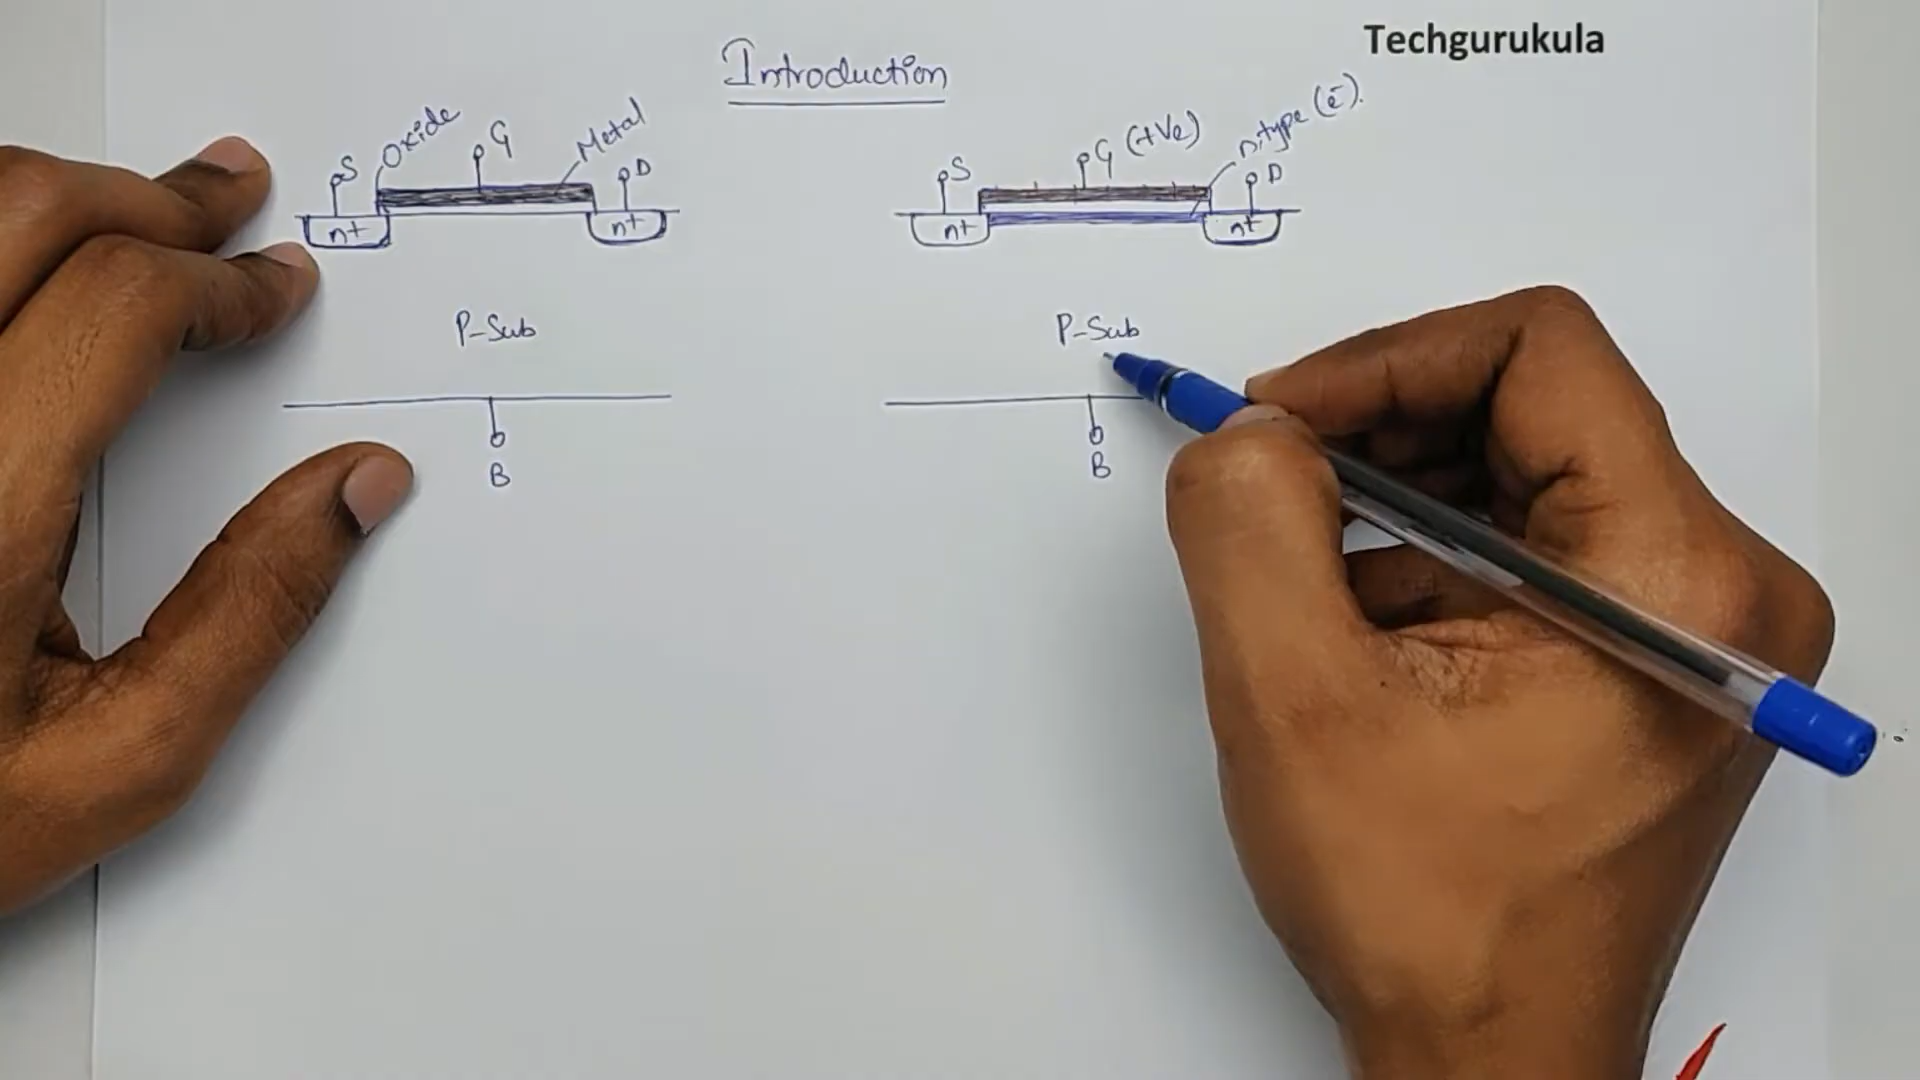 Techgurukula
Introduction
Oxide
G
Metal
S
D
n+
n+
P-Sub
B
G (+Ve)
n-type (e-).
S
D
n+
n+
P-Sub
B